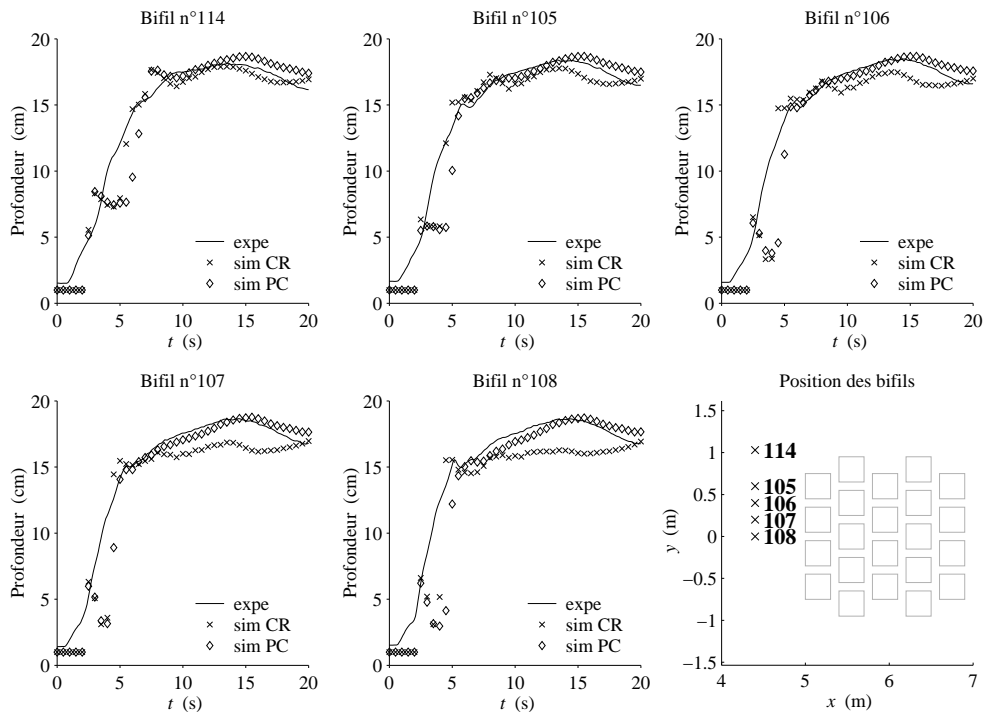 Bifil n°114
20
15
10
5
0
Profondeur (cm)
0 5 10 15 20
t (s)
expe
sim CR
sim PC
Bifil n°105
20
15
10
5
0
Profondeur (cm)
0 5 10 15 20
t (s)
expe
sim CR
sim PC
Bifil n°106
20
15
10
5
0
Profondeur (cm)
0 5 10 15 20
t (s)
expe
sim CR
sim PC
Bifil n°107
20
15
10
5
0
Profondeur (cm)
0 5 10 15 20
t (s)
expe
sim CR
sim PC
Bifil n°108
20
15
10
5
0
Profondeur (cm)
0 5 10 15 20
t (s)
expe
sim CR
sim PC
Position des bifils
1.5
1
0.5
0
−0.5
−1
−1.5
y (m)
114
105
106
107
108
4 5 6 7
x (m)